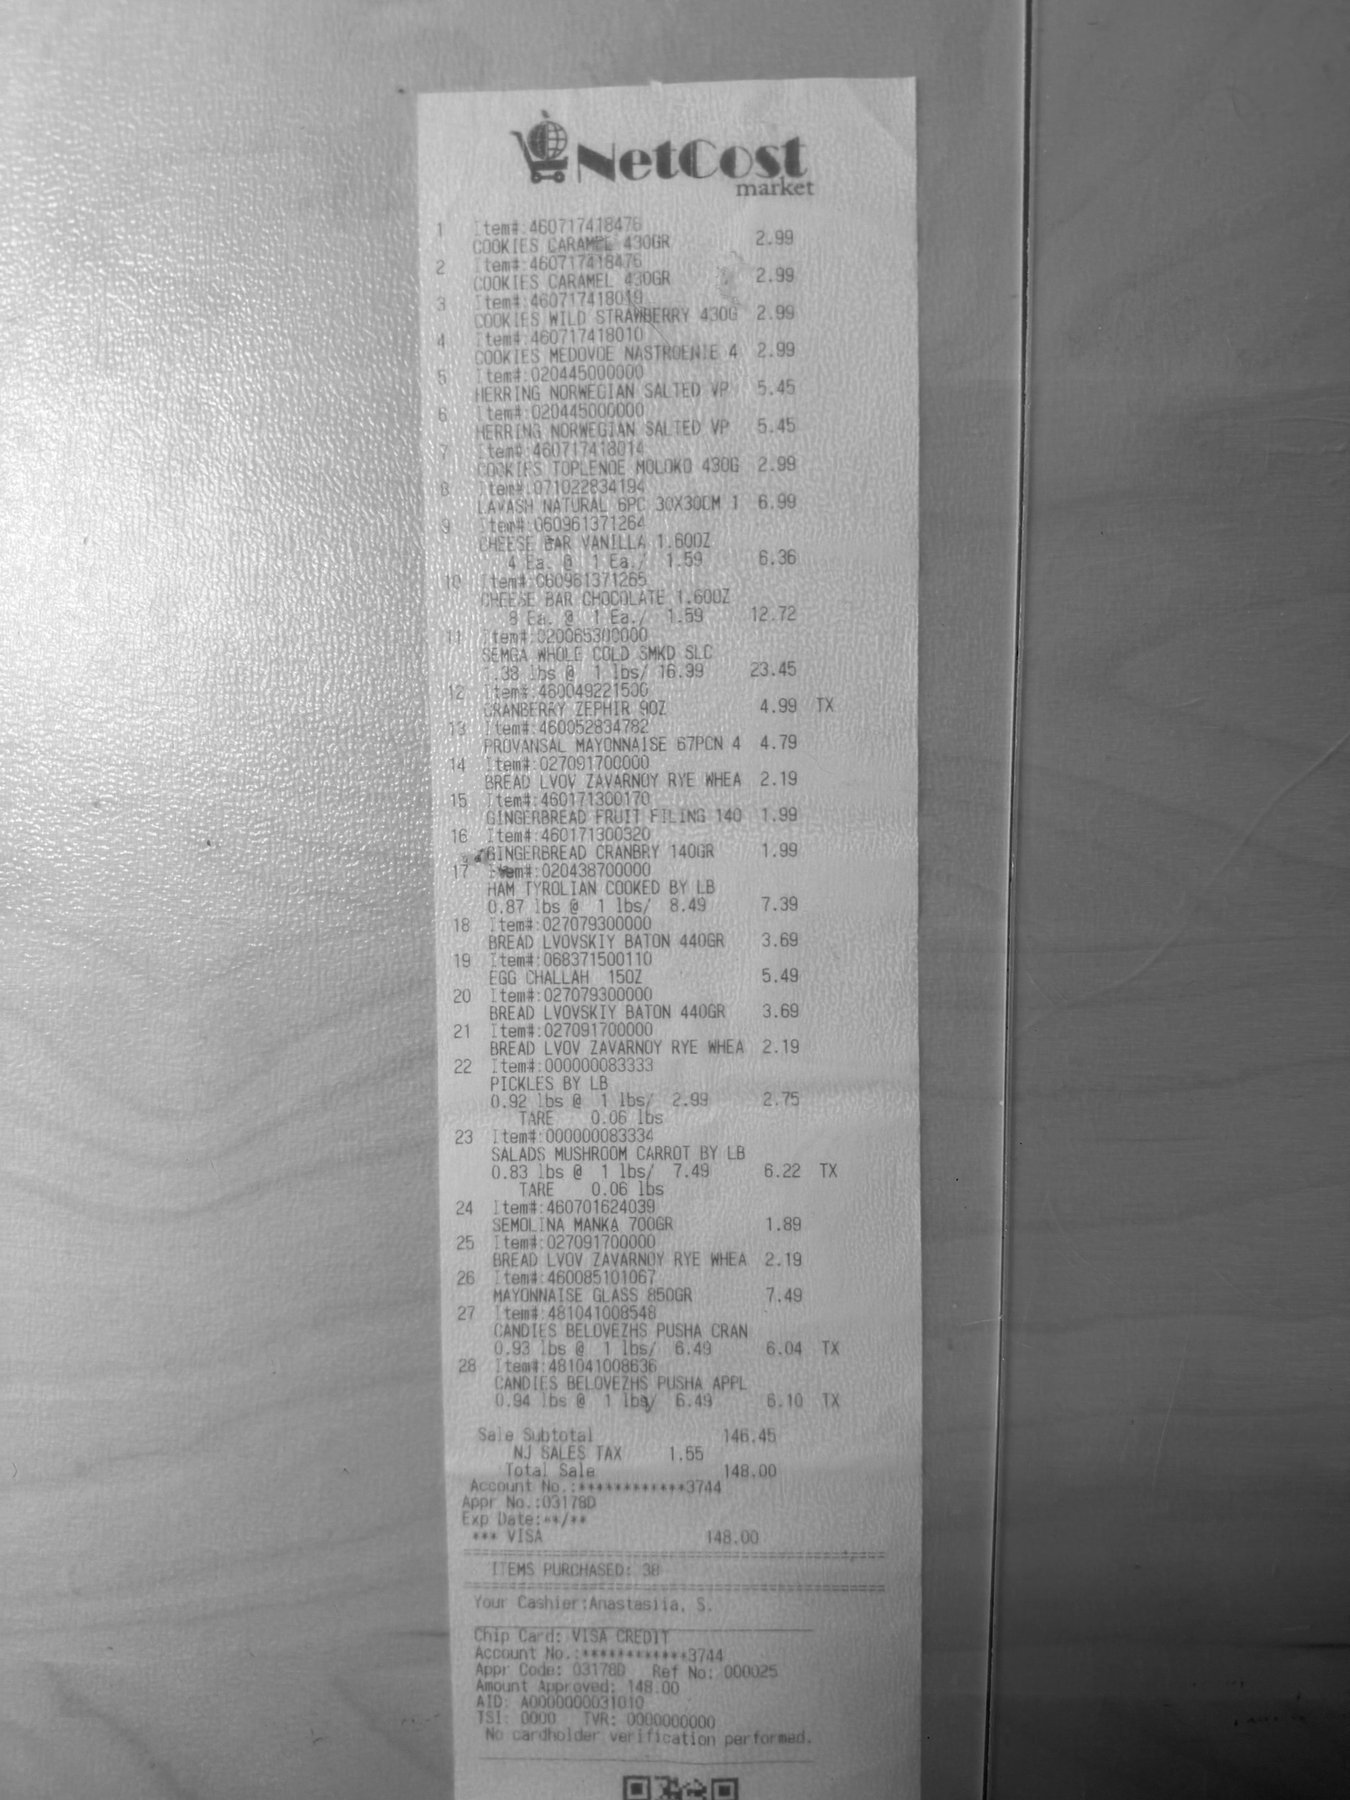 NetCost
market
1 Item#:460717418476
COOKIES CARAMEL 430GR 2.99
2 Item#:460717418476
COOKIES CARAMEL 430GR 2.99
3 Item#:460717418019
COOKIES WILD STRAWBERRY 430G 2.99
4 Item#:460717418010
COOKIES MEDOVOE NASTROENIE 4 2.99
5 Item#:020445000000
HERRING NORWEGIAN SALTED VP 5.45
6 Item#:020445000000
HERRING NORWEGIAN SALTED VP 5.45
7 Item#:460717418014
COOKIES TOPLENOE MOLOKO 430G 2.99
8 Item#:071022834194
LAVASH NATURAL 6PC 30X30CM 1 6.99
9 Item#:060961371264
CHEESE BAR VANILLA 1.60OZ
4 Ea. @ 1 Ea./ 1.59 6.36
10 Item#:060961371265
CHEESE BAR CHOCOLATE 1.60OZ
8 Ea. @ 1 Ea./ 1.59 12.72
11 Item#:020065300000
SEMGA WHOLE COLD SMKD SLC
1.38 lbs @ 1 lbs/ 16.99 23.45
12 Item#:460049221500
CRANBERRY ZEPHIR 9OZ 4.99 TX
13 Item#:460052834782
PROVANSAL MAYONNAISE 67PCN 4 4.79
14 Item#:027091700000
BREAD LVOV ZAVARNOY RYE WHEA 2.19
15 Item#:460171300170
GINGERBREAD FRUIT FILING 140 1.99
16 Item#:460171300320
GINGERBREAD CRANBRY 140GR 1.99
17 Item#:020438700000
HAM TYROLIAN COOKED BY LB
0.87 lbs @ 1 lbs/ 8.49 7.39
18 Item#:027079300000
BREAD LVOVSKIY BATON 440GR 3.69
19 Item#:068371500110
EGG CHALLAH 15OZ 5.49
20 Item#:027079300000
BREAD LVOVSKIY BATON 440GR 3.69
21 Item#:027091700000
BREAD LVOV ZAVARNOY RYE WHEA 2.19
22 Item#:000000083333
PICKLES BY LB
0.92 lbs @ 1 lbs/ 2.99 2.75
TARE 0.06 lbs
23 Item#:000000083334
SALADS MUSHROOM CARROT BY LB
0.83 lbs @ 1 lbs/ 7.49 6.22 TX
TARE 0.06 lbs
24 Item#:460701624039
SEMOLINA MANKA 700GR 1.89
25 Item#:027091700000
BREAD LVOV ZAVARNOY RYE WHEA 2.19
26 Item#:460085101067
MAYONNAISE GLASS 850GR 7.49
27 Item#:481041008548
CANDIES BELOVEZHS PUSHA CRAN
0.93 lbs @ 1 lbs/ 6.49 6.04 TX
28 Item#:481041008636
CANDIES BELOVEZHS PUSHA APPL
0.94 lbs @ 1 lbs/ 6.49 6.10 TX
Sale Subtotal 146.45
NJ SALES TAX 1.55
Total Sale 148.00
Account No.:************3744
Appr No.:03178D
Exp Date:**/**
*** VISA 148.00
ITEMS PURCHASED: 38
Your Cashier:Anastasiia, S.
Chip Card: VISA CREDIT
Account No.:************3744
Appr Code: 03178D Ref No: 000025
Amount Approved: 148.00
AID: A0000000031010
TSI: 0000 TVR: 0000000000
No cardholder verification performed.